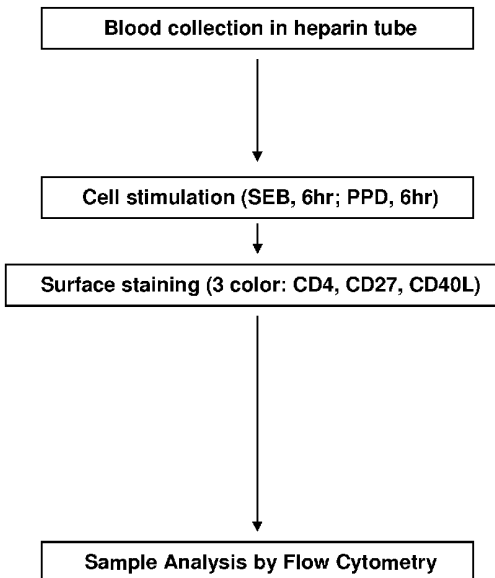 Blood collection in heparin tube
Cell stimulation (SEB, 6hr; PPD, 6hr)
Surface staining (3 color: CD4, CD27, CD40L)
Sample Analysis by Flow Cytometry